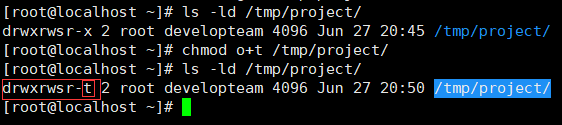 [root@localhost ~]# ls -ld /tmp/project/
drwxrwsr-x 2 root developteam 4096 Jun 27 20:45 /tmp/project/
[root@localhost ~]# chmod o+t /tmp/project/
[root@localhost ~]# ls -ld /tmp/project/
drwxrwsr-t 2 root developteam 4096 Jun 27 20:50 /tmp/project/
[root@localhost ~]#